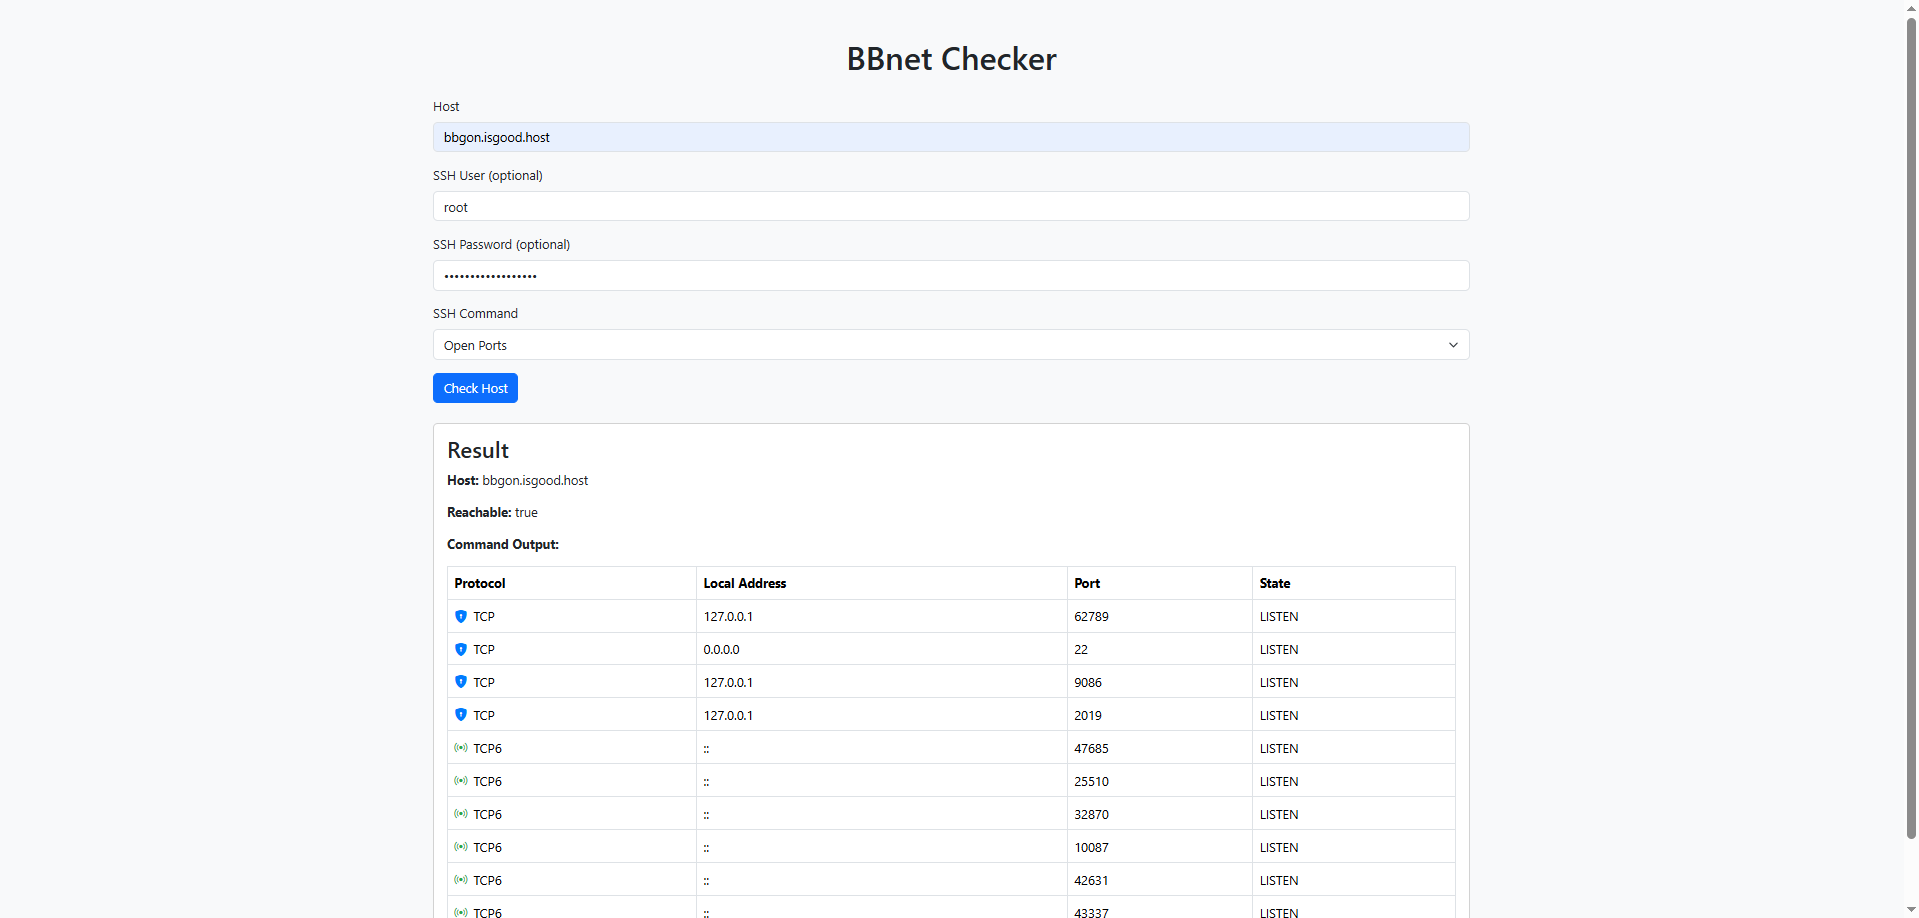 BBnet Checker
Host
bbgon.isgood.host
SSH User (optional)
root
SSH Password (optional)
••••••••••••••••••
SSH Command
Open Ports
Check Host
Result
Host: bbgon.isgood.host
Reachable: true
Command Output:
Protocol Local Address Port State
TCP 127.0.0.1 62789 LISTEN
TCP 0.0.0.0 22 LISTEN
TCP 127.0.0.1 9086 LISTEN
TCP 127.0.0.1 2019 LISTEN
TCP6 :: 47685 LISTEN
TCP6 :: 25510 LISTEN
TCP6 :: 32870 LISTEN
TCP6 :: 10087 LISTEN
TCP6 :: 42631 LISTEN
TCP6 :: 43337 LISTEN